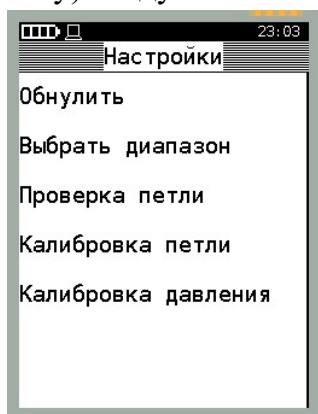 23:03
Настройки
Обнулить
Выбрать диапазон
Проверка петли
Калибровка петли
Калибровка давления